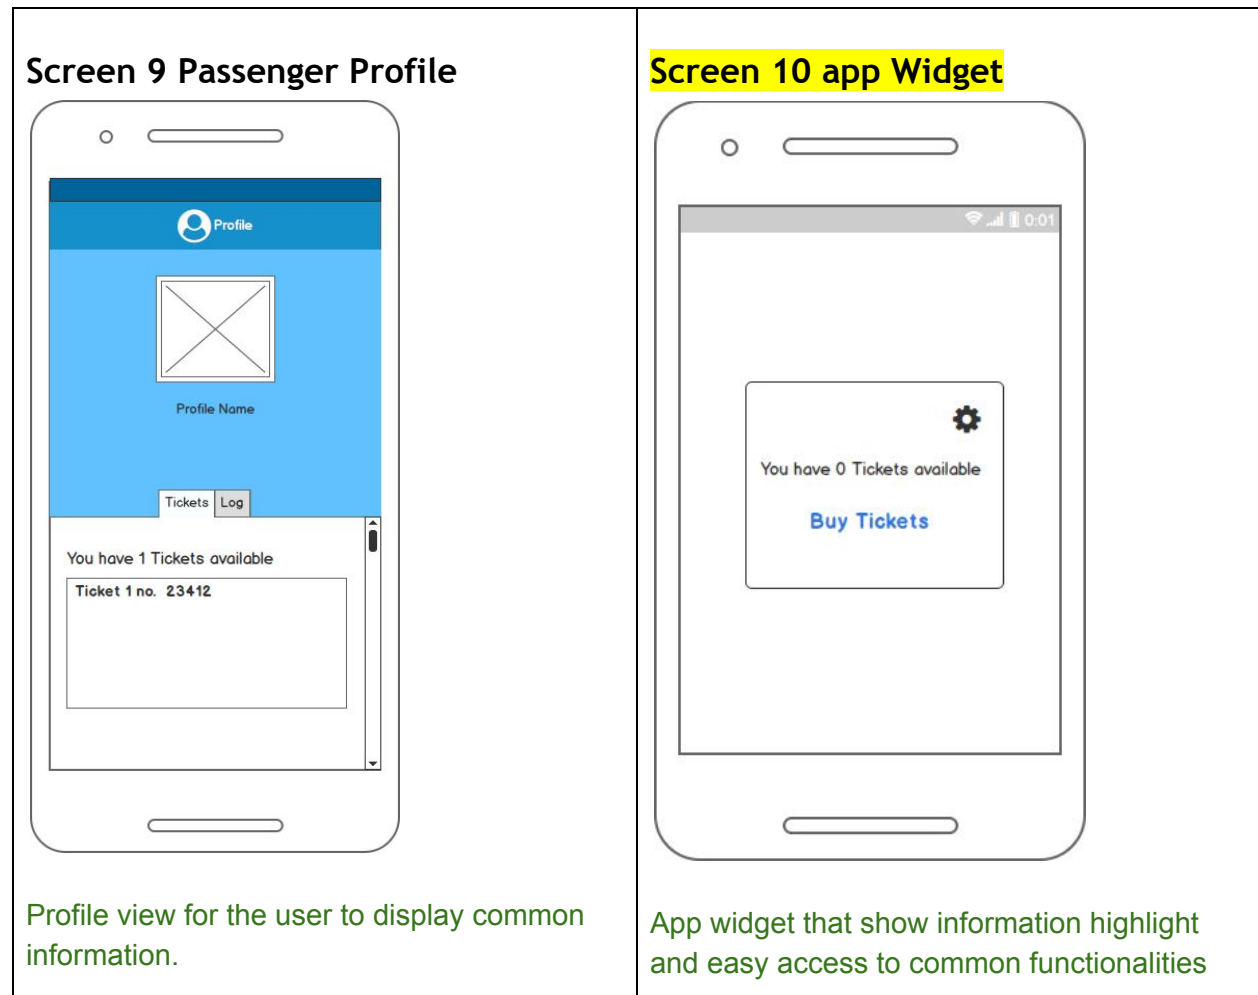 Screen 9 Passenger Profile
Profile
Profile Name
Tickets Log
You have 1 Tickets available
Ticket 1 no. 23412
Profile view for the user to display common
information.
Screen 10 app Widget
0:01
You have 0 Tickets available
Buy Tickets
App widget that show information highlight
and easy access to common functionalities